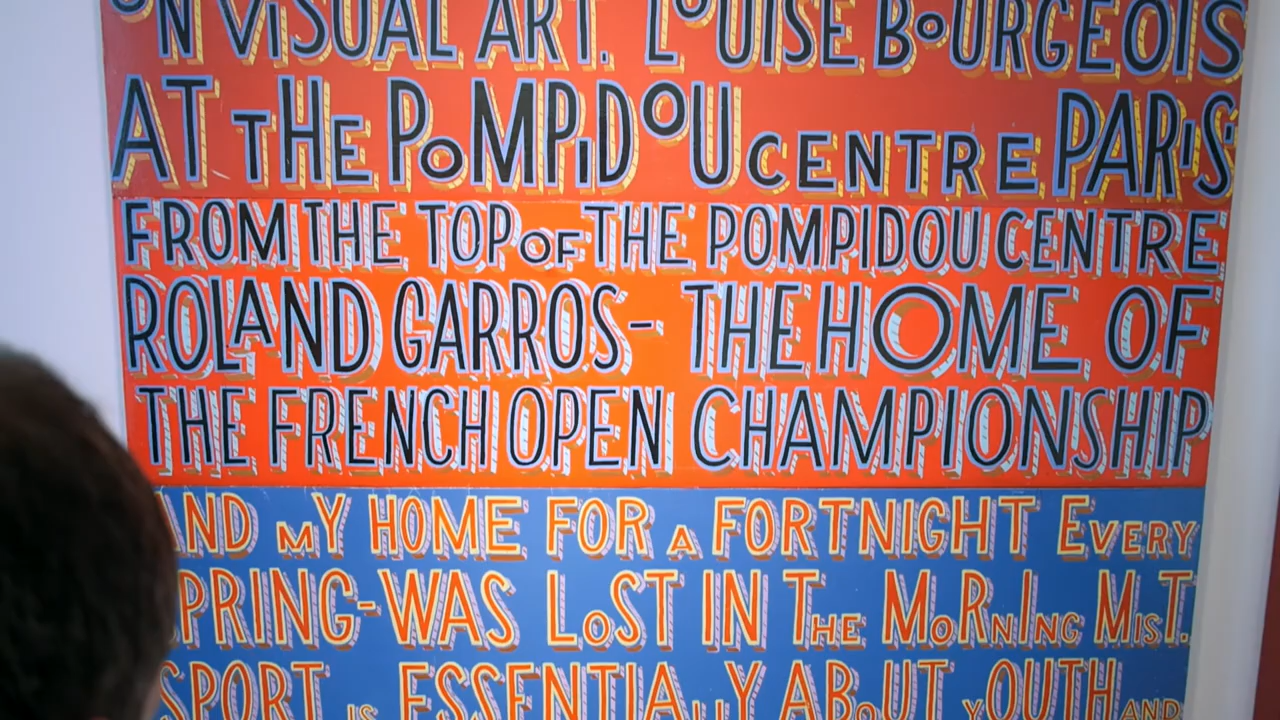 ON VISUAL ART. LOUISE BOURGEOIS
AT THE POMPIDOU CENTRE PARIS.
FROM THE TOP OF THE POMPIDOU CENTRE
ROLAND GARROS- THE HOME OF
THE FRENCH OPEN CHAMPIONSHIP
AND MY HOME FOR A FORTNIGHT EVERY
SPRING-WAS LOST IN THE MORNING MIST.
SPORT IS ESSENTIALLY ABOUT YOUTH AND